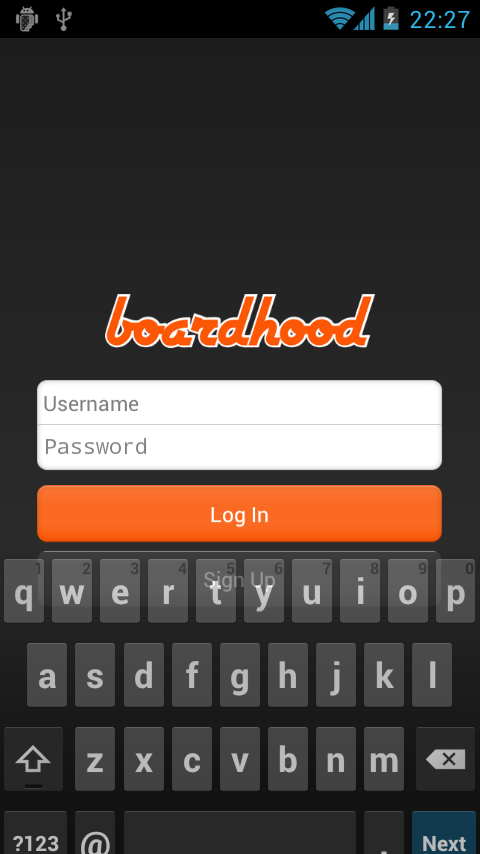 22:27
boardhood
Username
Password
Log In
Sign Up
1 2 3 4 5 6 7 8 9 0
q w e r t y u i o p
a s d f g h j k l
z x c v b n m
?123 @ . Next